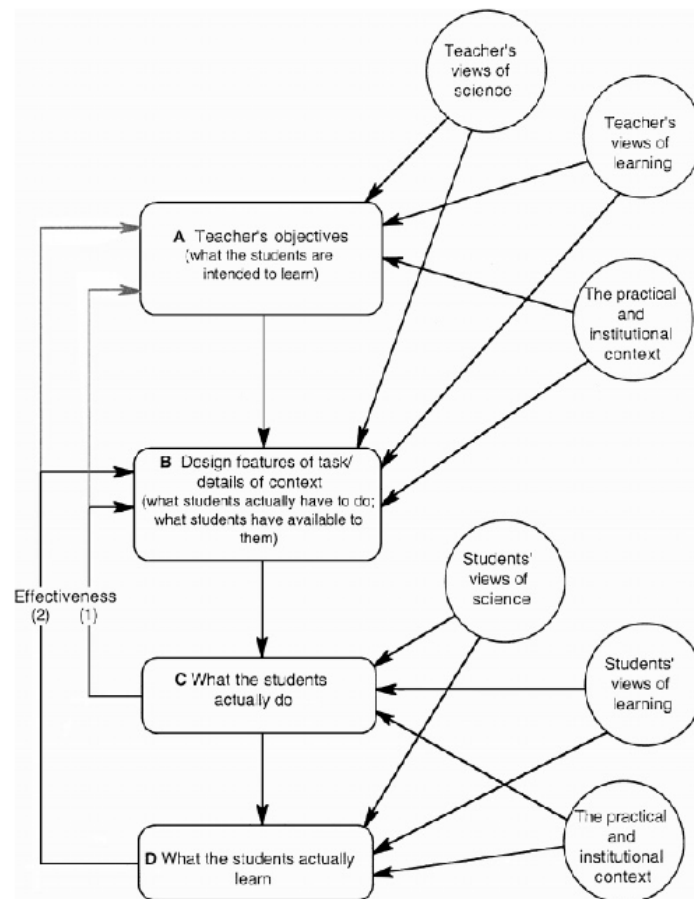 Teacher's
views of
science
Teacher's
views of
learning
A Teacher's objectives
(what the students are
intended to learn)
The practical
and
institutional
context
B Design features of task/
details of context
(what students actually have to do;
what students have available to
them)
Students'
views of
science
Effectiveness
(2) (1)
C What the students
actually do
Students'
views of
learning
The practical
and
institutional
context
D What the students actually
learn